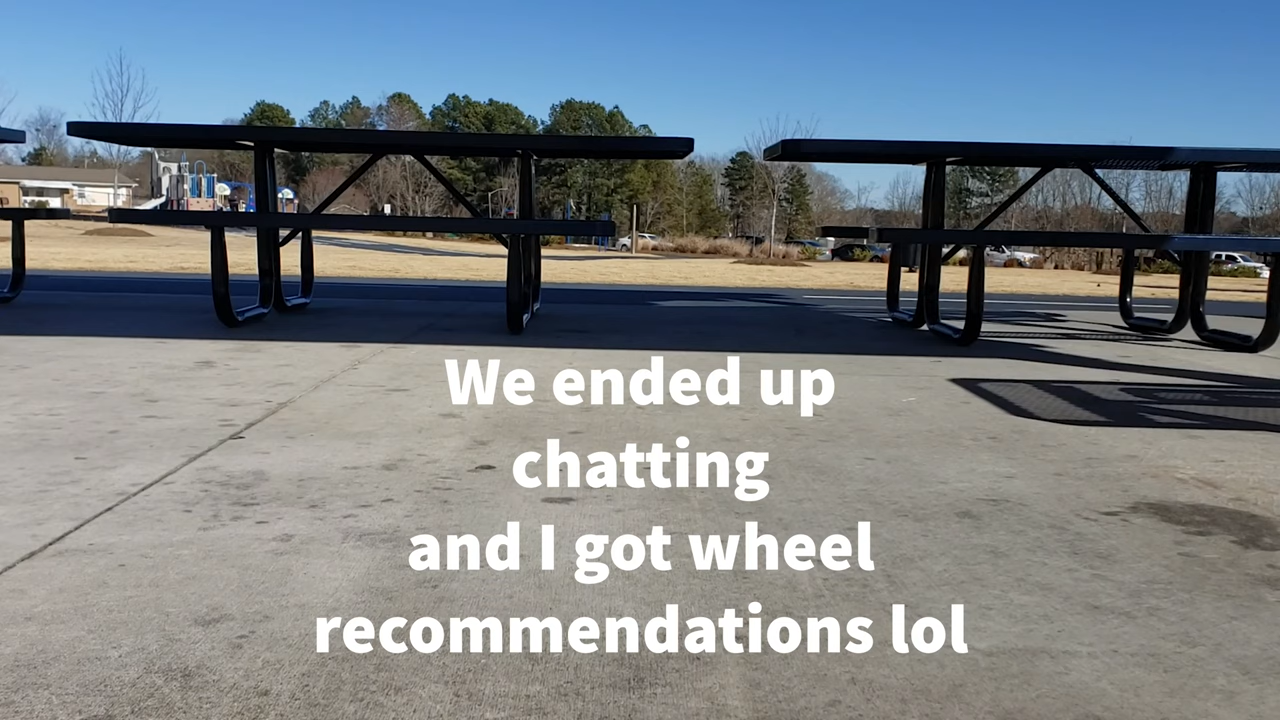 We ended up
chatting
and I got wheel
recommendations lol